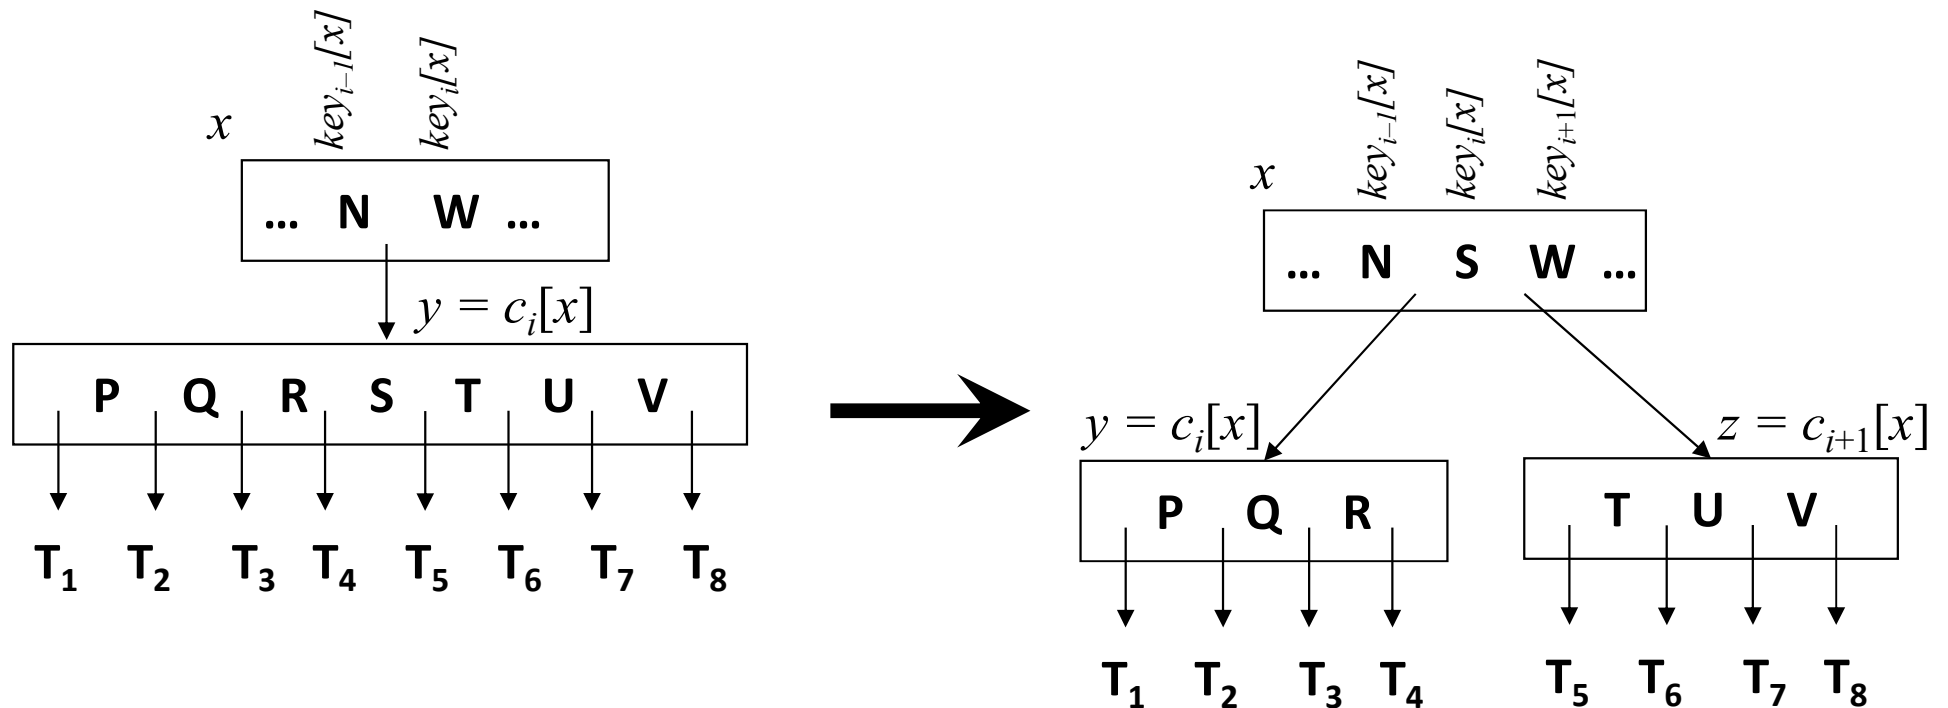 key_{i–1}[x] key_i[x]
x
... N W ...
y = c_i[x]
P Q R S T U V
T_1 T_2 T_3 T_4 T_5 T_6 T_7 T_8
key_{i–1}[x] key_i[x] key_{i+1}[x]
x
... N S W ...
y = c_i[x] z = c_{i+1}[x]
P Q R T U V
T_1 T_2 T_3 T_4 T_5 T_6 T_7 T_8